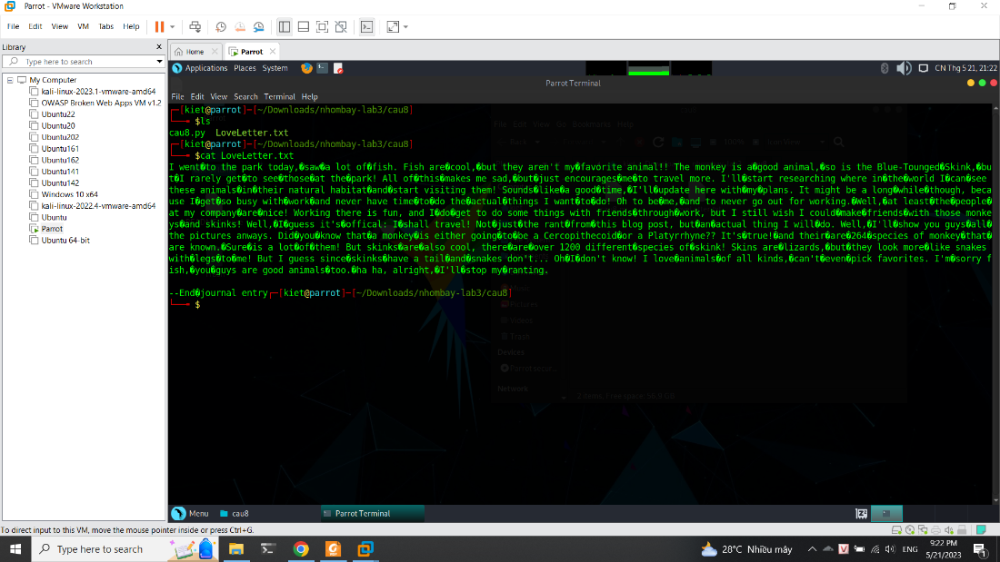 Parrot - VMware Workstation
File Edit View VM Tabs Help
Library
Type here to search
My Computer
kali-linux-2023.1-vmware-amd64
OWASP Broken Web Apps VM v1.2
Ubuntu22
Ubuntu20
Ubuntu202
Ubuntu161
Ubuntu162
Ubuntu141
Ubuntu142
Windows 10 x64
kali-linux-2022.4-vmware-amd64
Ubuntu
Parrot
Ubuntu 64-bit
Home Parrot
Applications Places System CN Thg 5 21, 21:22
Parrot Terminal
File Edit View Search Terminal Help
┌─[kiet@parrot]─[~/Downloads/nhombay-lab3/cau8]
└──╼ $ls
cau8.py LoveLetter.txt
┌─[kiet@parrot]─[~/Downloads/nhombay-lab3/cau8]
└──╼ $cat LoveLetter.txt
I went�to the park today,�saw�a lot of�fish. Fish are�cool,�but they aren't my�favorite animal!! The monkey is a�good animal,�so is the Blue-Tounged�Skink,�bu
t�I rarely get�to see�those�at the�park! All of�this�makes me sad,�but�just encourages�me�to travel more. I'll�start researching where in�the�world I�can�see
these animals�in�their natural habitat�and�start visiting them! Sounds�like�a good�time,�I'll�update here with�my�plans. It might be a long�while�though, beca
use I�get�so busy with�work�and never have time�to�do the�actual�things I want�to�do! Oh to be�me,�and to never go out for working.�Well,�at least�the�people�
at my company�are�nice! Working there is fun, and I�do�get to do some things with friends�through�work, but I still wish I could�make�friends�with those monke
ys�and skinks! Well,�I�guess it's�offical: I�shall travel! Not�just�the rant�from�this blog post, but�an�actual thing I will�do. Well,�I'll�show you guys�all�
the pictures anways. Did�you�know that�a monkey�is either going�to�be a Cercopithecoid�or a Platyrrhyne?? It's�true!�and their�are�264�species of monkey�that�
are known.�Sure�is a lot�of�them! But skinks�are�also cool, there�are�over 1200 different�species of�skink! Skins are�lizards,�but�they look more�like snakes
with�legs�to�me! But I guess since�skinks�have a tail�and�snakes don't... Oh�I�don't know! I love�animals�of all kinds,�can't�even�pick favorites. I'm�sorry f
ish,�you�guys are good animals�too.�ha ha, alright,�I'll�stop my�ranting.
--End�journal entry┌─[kiet@parrot]─[~/Downloads/nhombay-lab3/cau8]
└──╼ $
Menu cau8 Parrot Terminal
To direct input to this VM, move the mouse pointer inside or press Ctrl+G.
Type here to search 28°C Nhiều mây ENG 9:22 PM
5/21/2023